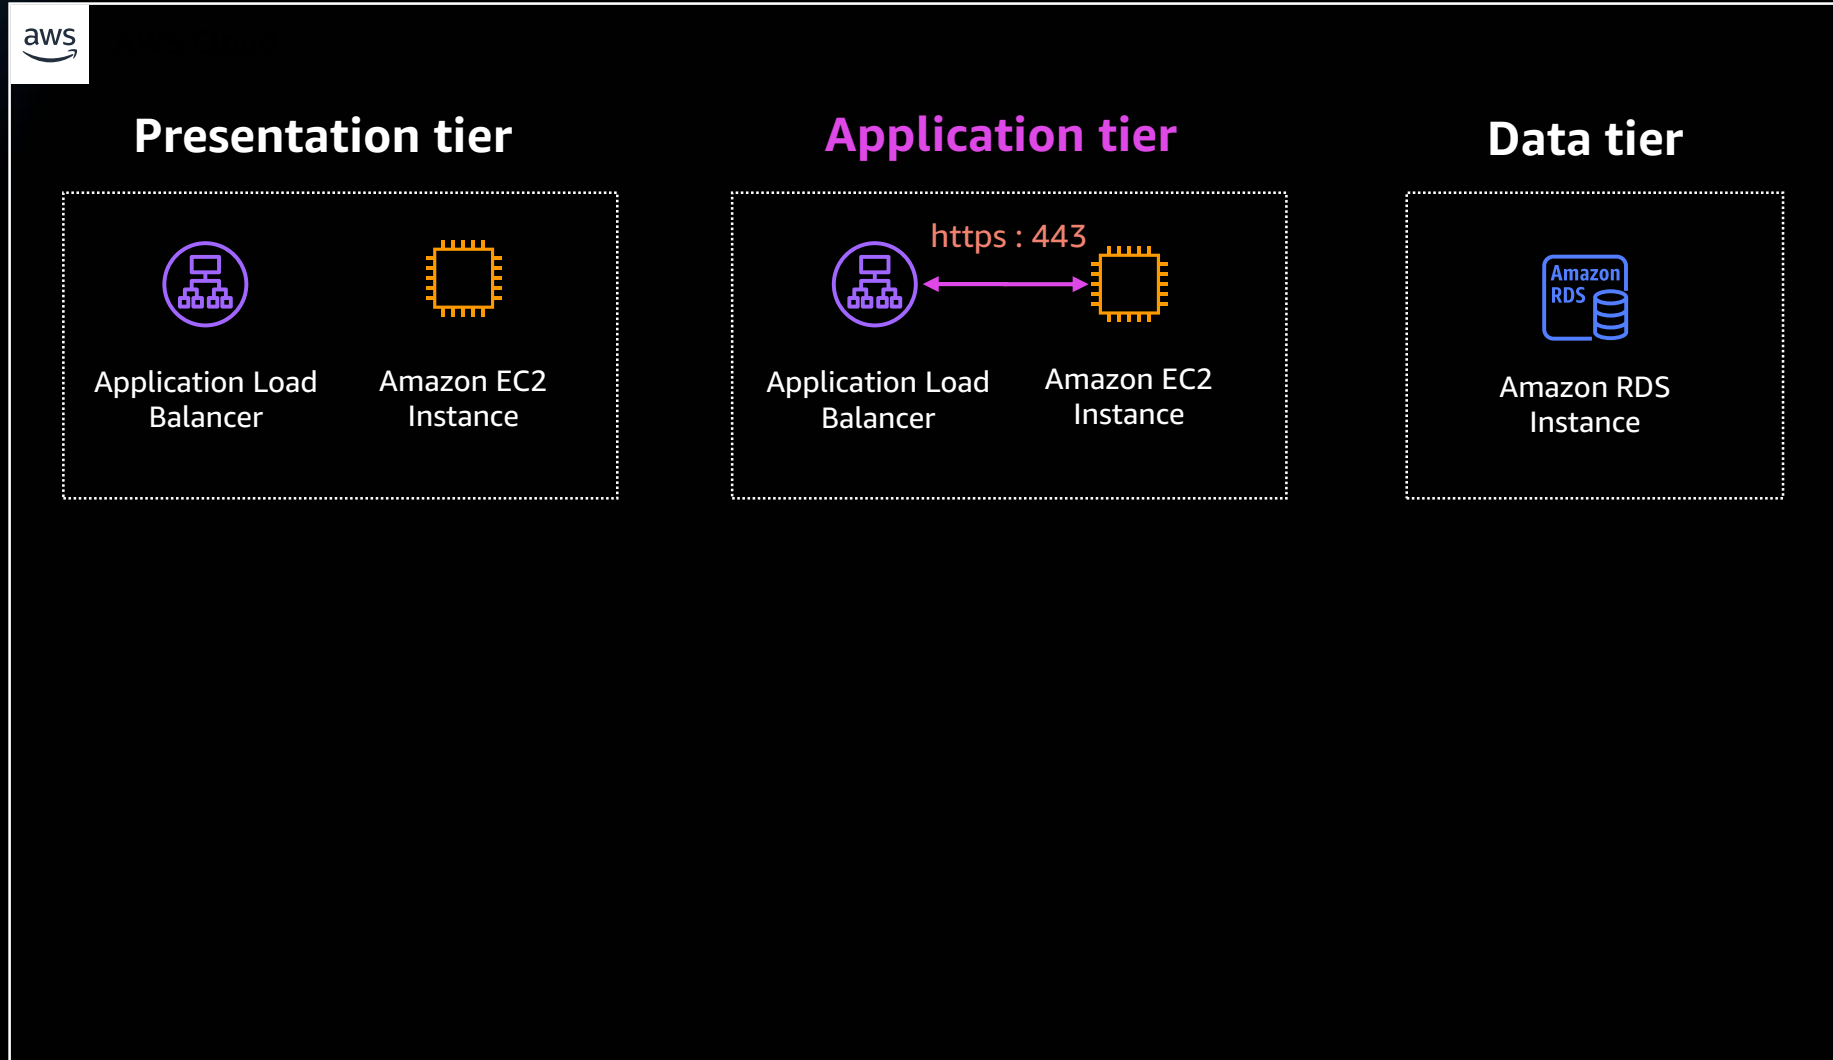 aws
Presentation tier
Application tier
Data tier
https : 443
Amazon
RDS
Application Load
Balancer
Amazon EC2
Instance
Application Load
Balancer
Amazon EC2
Instance
Amazon RDS
Instance